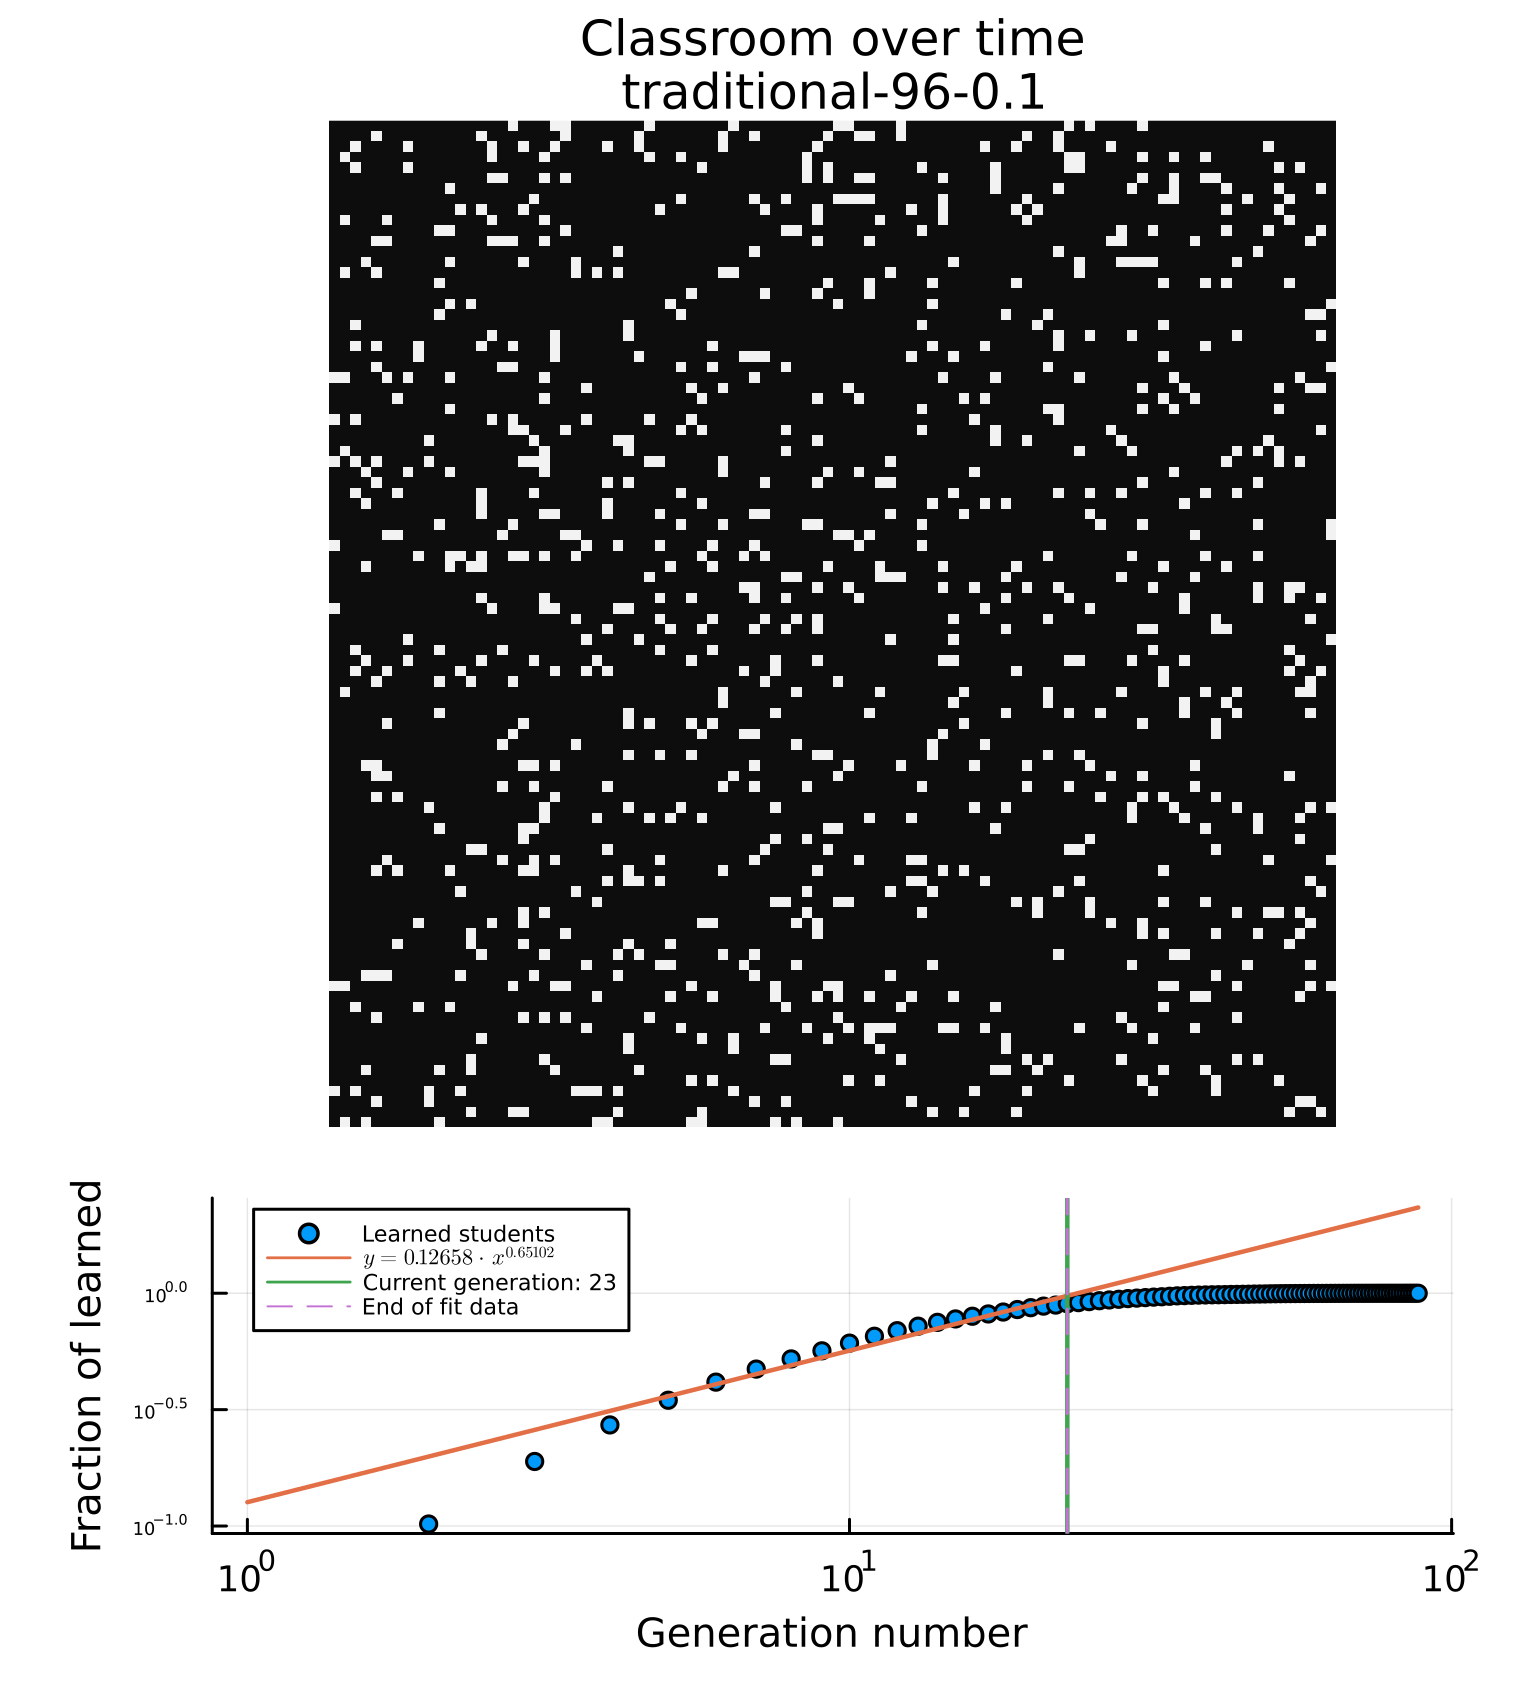 Classroom over time
traditional-96-0.1
Fraction of learned
Learned students
y = 0.12658 · x^0.65102
Current generation: 23
End of fit data
10^0.0
10^−0.5
10^−1.0
10^0 10^1 10^2
Generation number